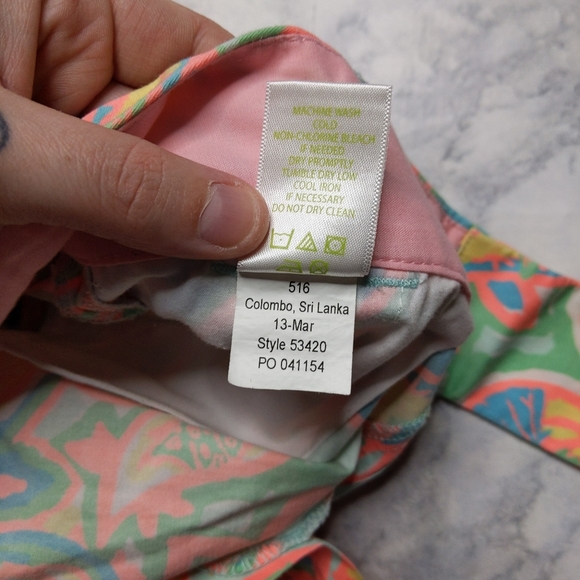 MACHINE WASH
COLD
NON-CHLORINE BLEACH
IF NEEDED
DRY PROMPTLY
TUMBLE DRY LOW
COOL IRON
IF NECESSARY
DO NOT DRY CLEAN
516
Colombo, Sri Lanka
13-Mar
Style 53420
PO 041154